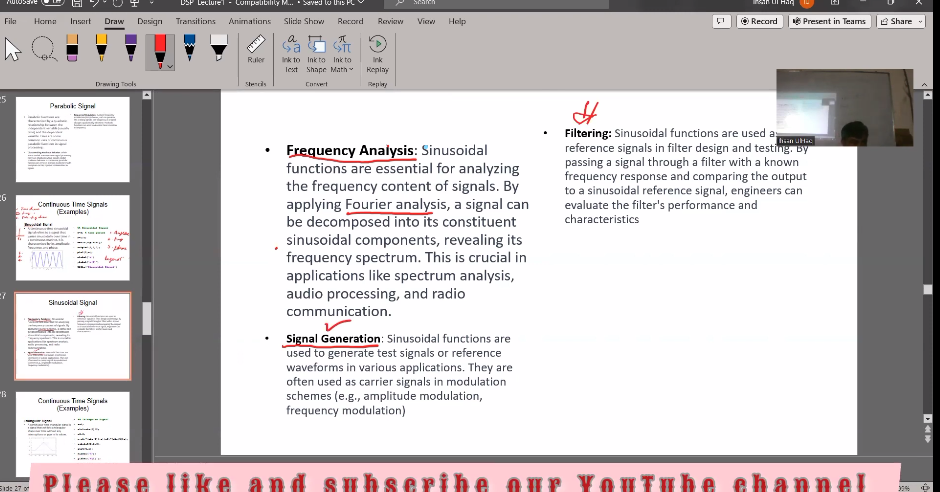 DSP_Lecture1 - Compatibility M... • Saved to this PC
Search
Ihsan Ul Haq
File Home Insert Draw Design Transitions Animations Slide Show Record Review View Help
Record Present in Teams Share
Ruler
Ink to Text
Ink to Shape
Ink to Math
Ink Replay
Drawing Tools Stencils Convert Replay
25
Parabolic Signal
26
Continuous Time Signals
(Examples)
27
Sinusoidal Signal
28
Continuous Time Signals
(Examples)
• Frequency Analysis: Sinusoidal
functions are essential for analyzing
the frequency content of signals. By
applying Fourier analysis, a signal can
be decomposed into its constituent
sinusoidal components, revealing its
frequency spectrum. This is crucial in
applications like spectrum analysis,
audio processing, and radio
communication.
• Signal Generation: Sinusoidal functions are
used to generate test signals or reference
waveforms in various applications. They are
often used as carrier signals in modulation
schemes (e.g., amplitude modulation,
frequency modulation)
• Filtering: Sinusoidal functions are used as
reference signals in filter design and testing. By
passing a signal through a filter with a known
frequency response and comparing the output
to a sinusoidal reference signal, engineers can
evaluate the filter's performance and
characteristics
Ihsan UlHaq
Slide 27 of
Please like and subscribe our YouTube channel